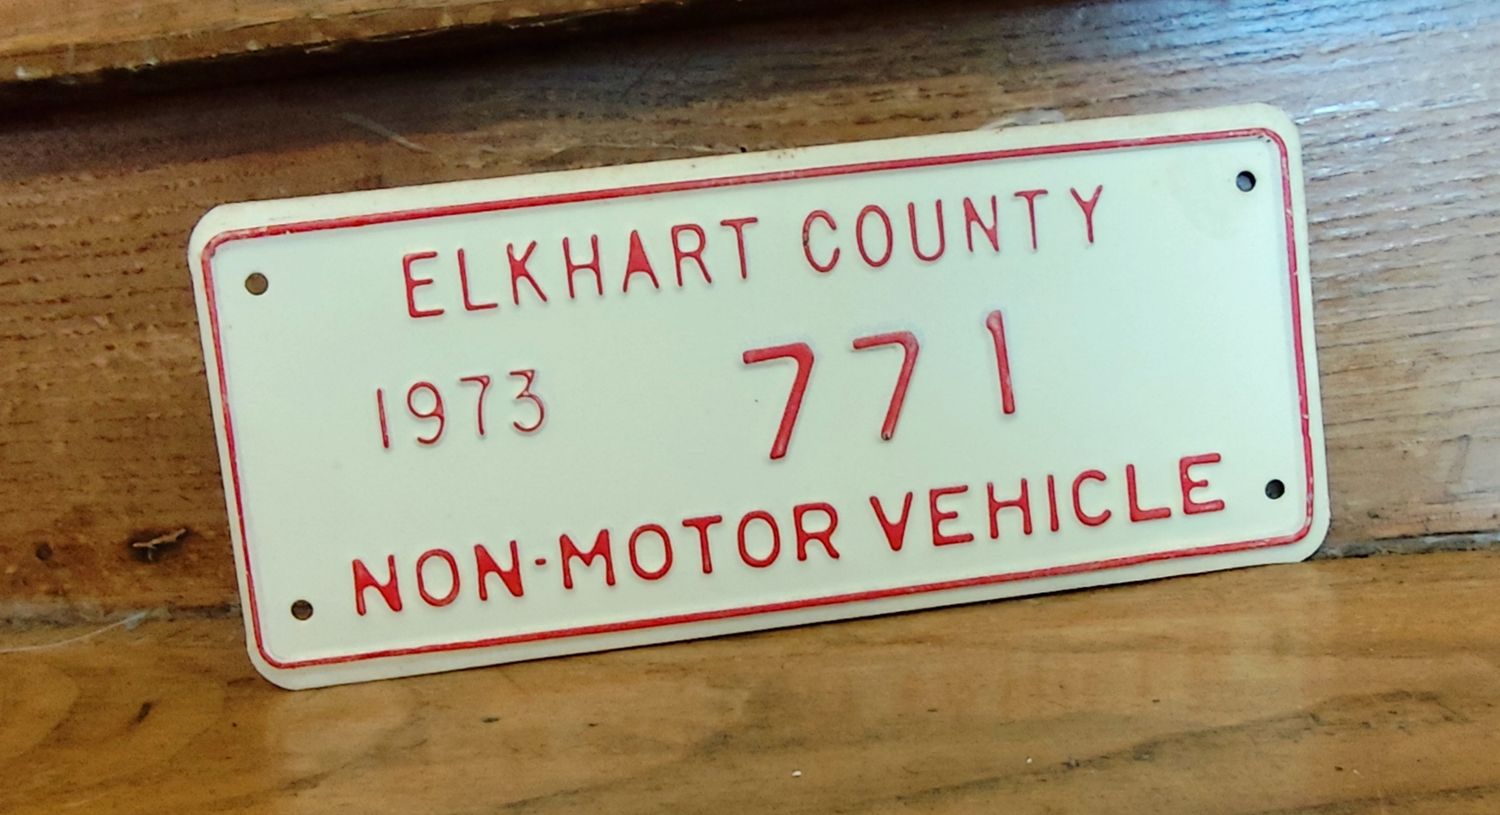 ELKHART COUNTY
1973 771
NON-MOTOR VEHICLE